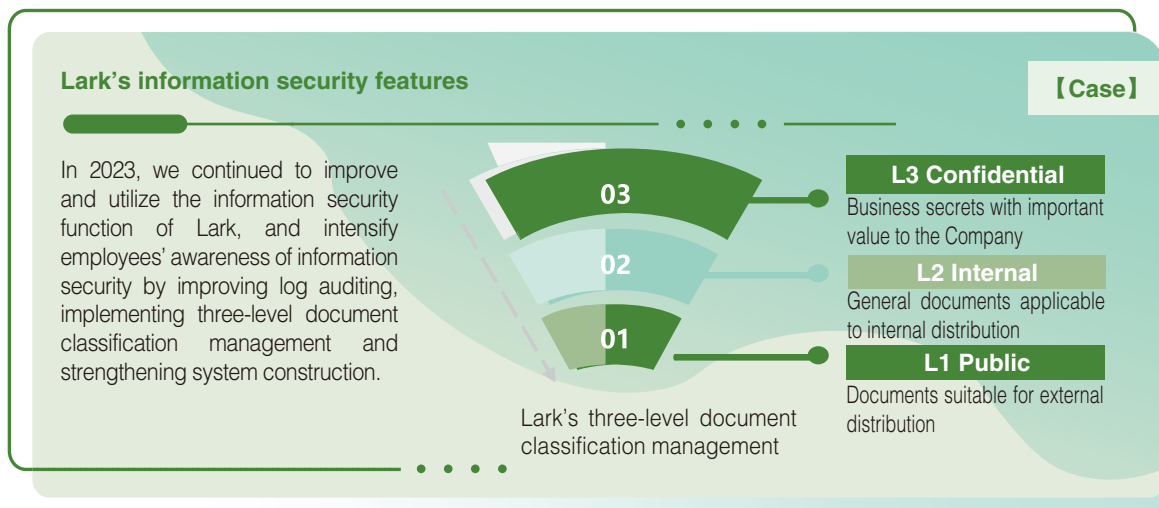 Lark's information security features
【Case】
In 2023, we continued to improve
and utilize the information security
function of Lark, and intensify
employees' awareness of information
security by improving log auditing,
implementing three-level document
classification management and
strengthening system construction.
03
02
01
Lark's three-level document
classification management
L3 Confidential
Business secrets with important
value to the Company
L2 Internal
General documents applicable
to internal distribution
L1 Public
Documents suitable for external
distribution